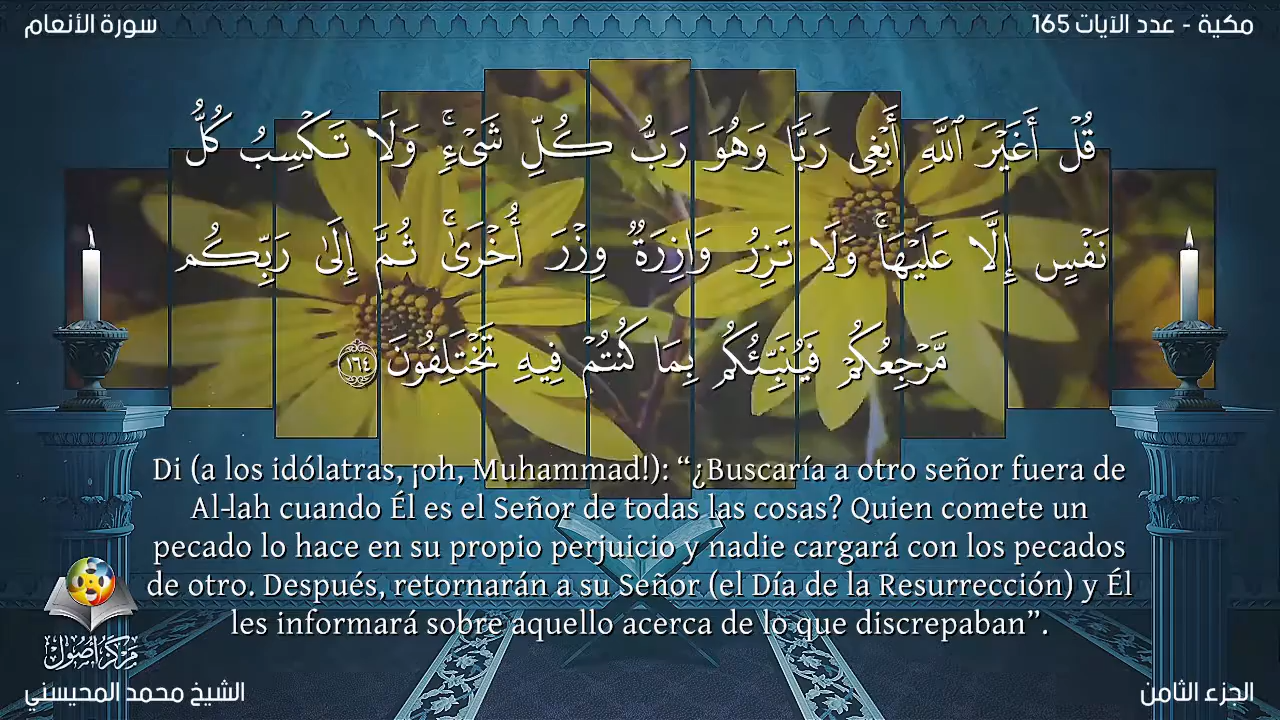 مكية - عدد الآيات 165
سورة الأنعام
قُلۡ أَغَيۡرَ ٱللَّهِ أَبۡغِي رَبّٗا وَهُوَ رَبُّ كُلِّ شَيۡءٖۚ وَلَا تَكۡسِبُ كُلُّ
نَفۡسٍ إِلَّا عَلَيۡهَاۚ وَلَا تَزِرُ وَازِرَةٞ وِزۡرَ أُخۡرَىٰۚ ثُمَّ إِلَىٰ رَبِّكُم
مَّرۡجِعُكُمۡ فَيُنَبِّئُكُم بِمَا كُنتُمۡ فِيهِ تَخۡتَلِفُونَ ١٦٤
Di (a los idólatras, ¡oh, Muhammad!): “¿Buscaría a otro señor fuera de
Al-lah cuando Él es el Señor de todas las cosas? Quien comete un
pecado lo hace en su propio perjuicio y nadie cargará con los pecados
de otro. Después, retornarán a su Señor (el Día de la Resurrección) y Él
les informará sobre aquello acerca de lo que discrepaban”.
مركز أصول
الجزء الثامن
الشيخ محمد المحيسني